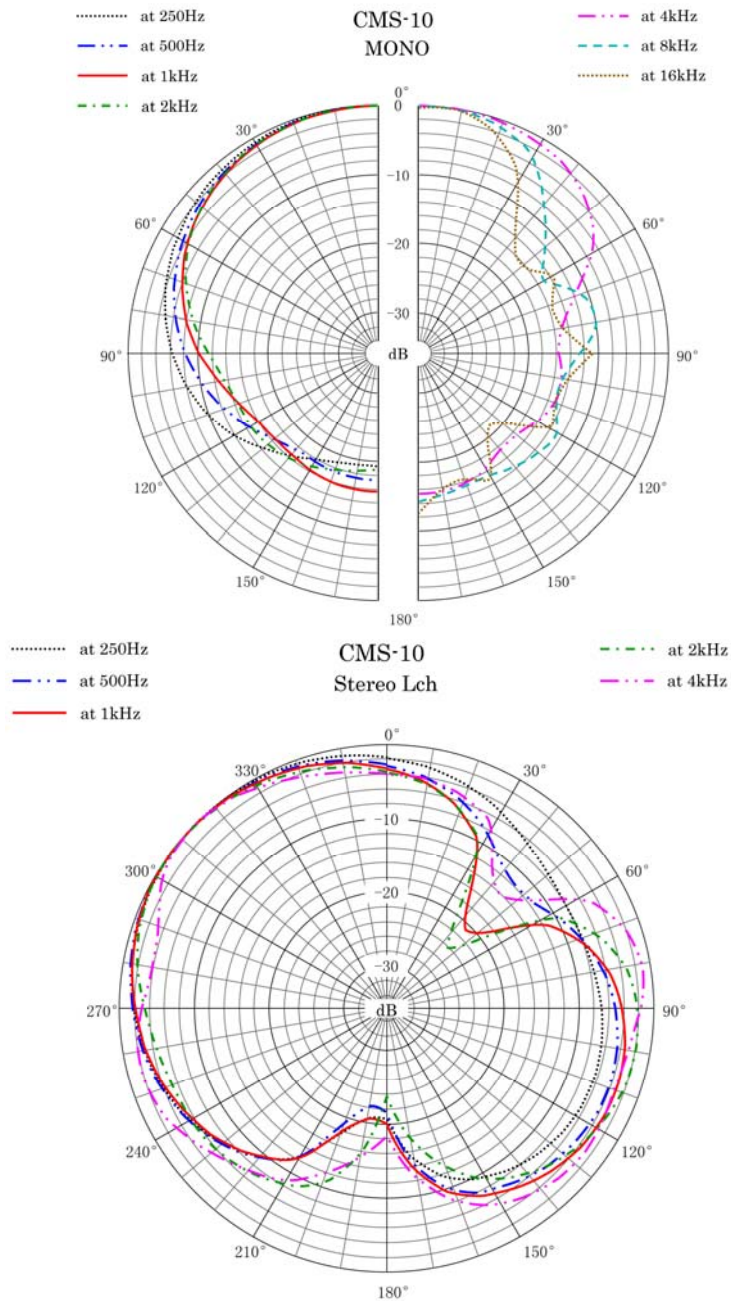 at 250Hz
at 500Hz
at 1kHz
at 2kHz
CMS-10
MONO
at 4kHz
at 8kHz
at 16kHz
0°
0
30°
30°
-10
60°
60°
-20
-30
90°
dB
90°
120°
120°
150°
150°
180°
at 250Hz
at 500Hz
at 1kHz
CMS-10
Stereo Lch
at 2kHz
at 4kHz
0°
330°
30°
-10
300°
60°
-20
-30
270°
dB
90°
240°
120°
210°
150°
180°